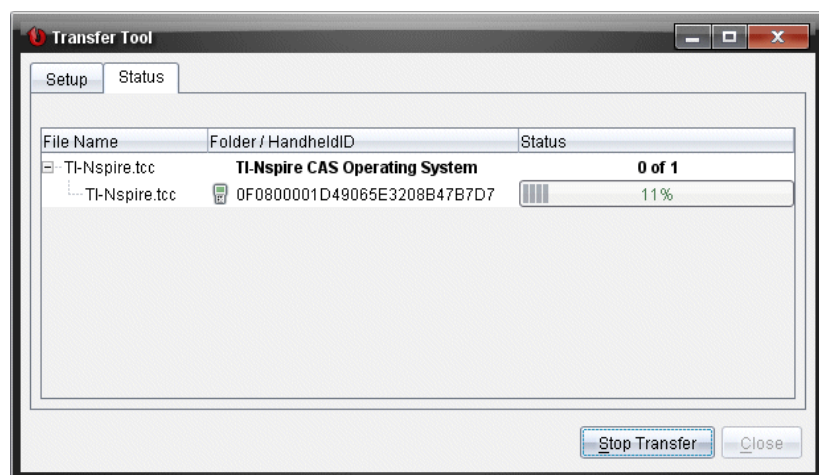 Transfer Tool
Setup Status
File Name Folder / HandheldID Status
TI-Nspire.tcc TI-Nspire CAS Operating System 0 of 1
TI-Nspire.tcc 0F0800001D49065E3208B47B7D7 11%
Stop Transfer Close